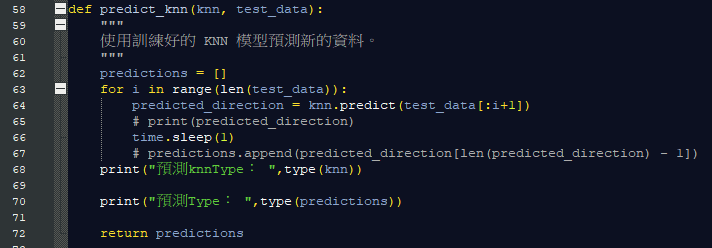 58 def predict_knn(knn, test_data):
59 """
60 使用訓練好的 KNN 模型預測新的資料。
61 """
62 predictions = []
63 for i in range(len(test_data)):
64 predicted_direction = knn.predict(test_data[:i+1])
65 # print(predicted_direction)
66 time.sleep(1)
67 # predictions.append(predicted_direction[len(predicted_direction) - 1])
68 print("預測knnType： ",type(knn))
69
70 print("預測Type： ",type(predictions))
71
72 return predictions